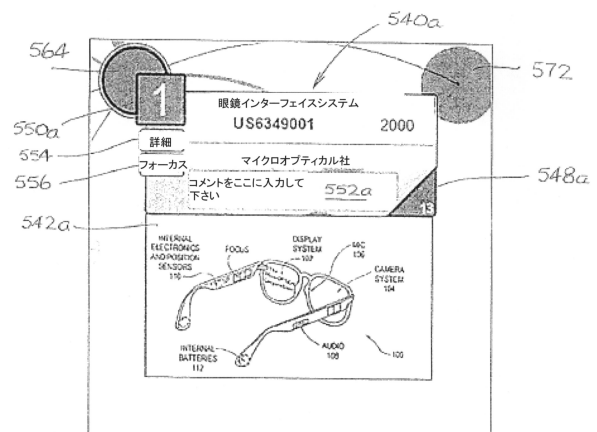 540a
564
572
1
眼鏡インターフェイスシステム
US6349001 2000
550a
詳細
554
マイクロオプティカル社
フォーカス
556
コメントをここに入力して
下さい
552a
548a
13
542a
INTERNAL
ELECTRONICS
AND POSITION
SENSORS
110
FOCUS
DISPLAY
SYSTEM
102
MIC
106
CAMERA
SYSTEM
104
INTERNAL
BATTERIES
112
AUDIO
108
100